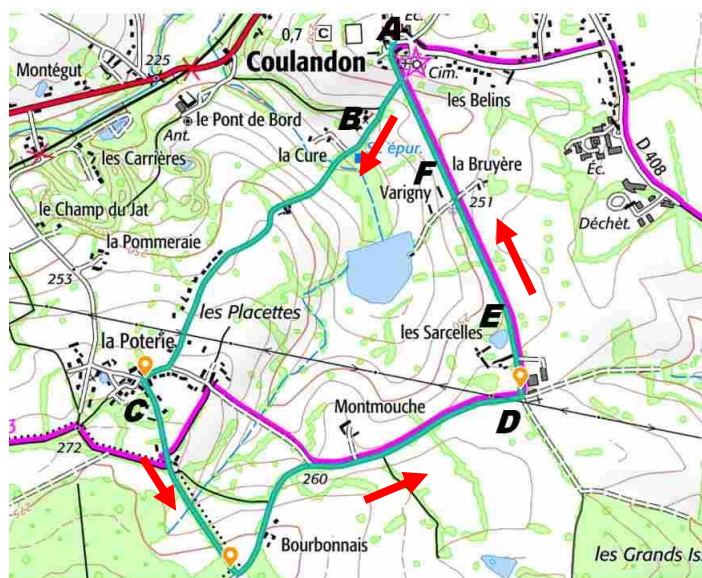 A
Éc.
0,7 C
Coulandon
Cim.
225
Montégut
les Belins
le Pont de Bord
B
Ant.
D 408
la Cure
St. épur.
les Carrières
F
la Bruyère
Éc.
Varigny
251
le Champ du Jat
Déchèt.
la Pommeraie
253
les Placettes
E
les Sarcelles
la Poterie
C
Montmouche
D
3
272
260
Bourbonnais
les Grands Is